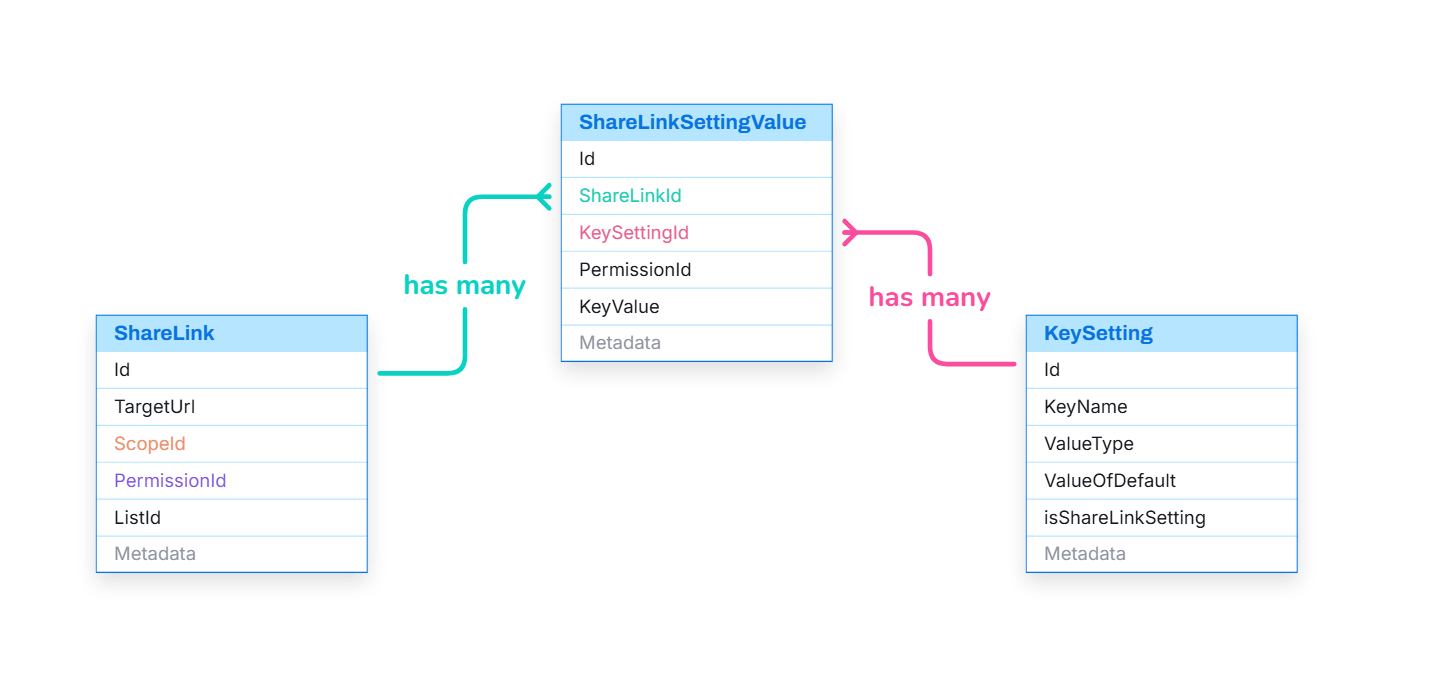 ShareLinkSettingValue
Id
ShareLinkId
KeySettingId
PermissionId
KeyValue
Metadata
has many
has many
ShareLink
Id
TargetUrl
ScopeId
PermissionId
ListId
Metadata
KeySetting
Id
KeyName
ValueType
ValueOfDefault
isShareLinkSetting
Metadata